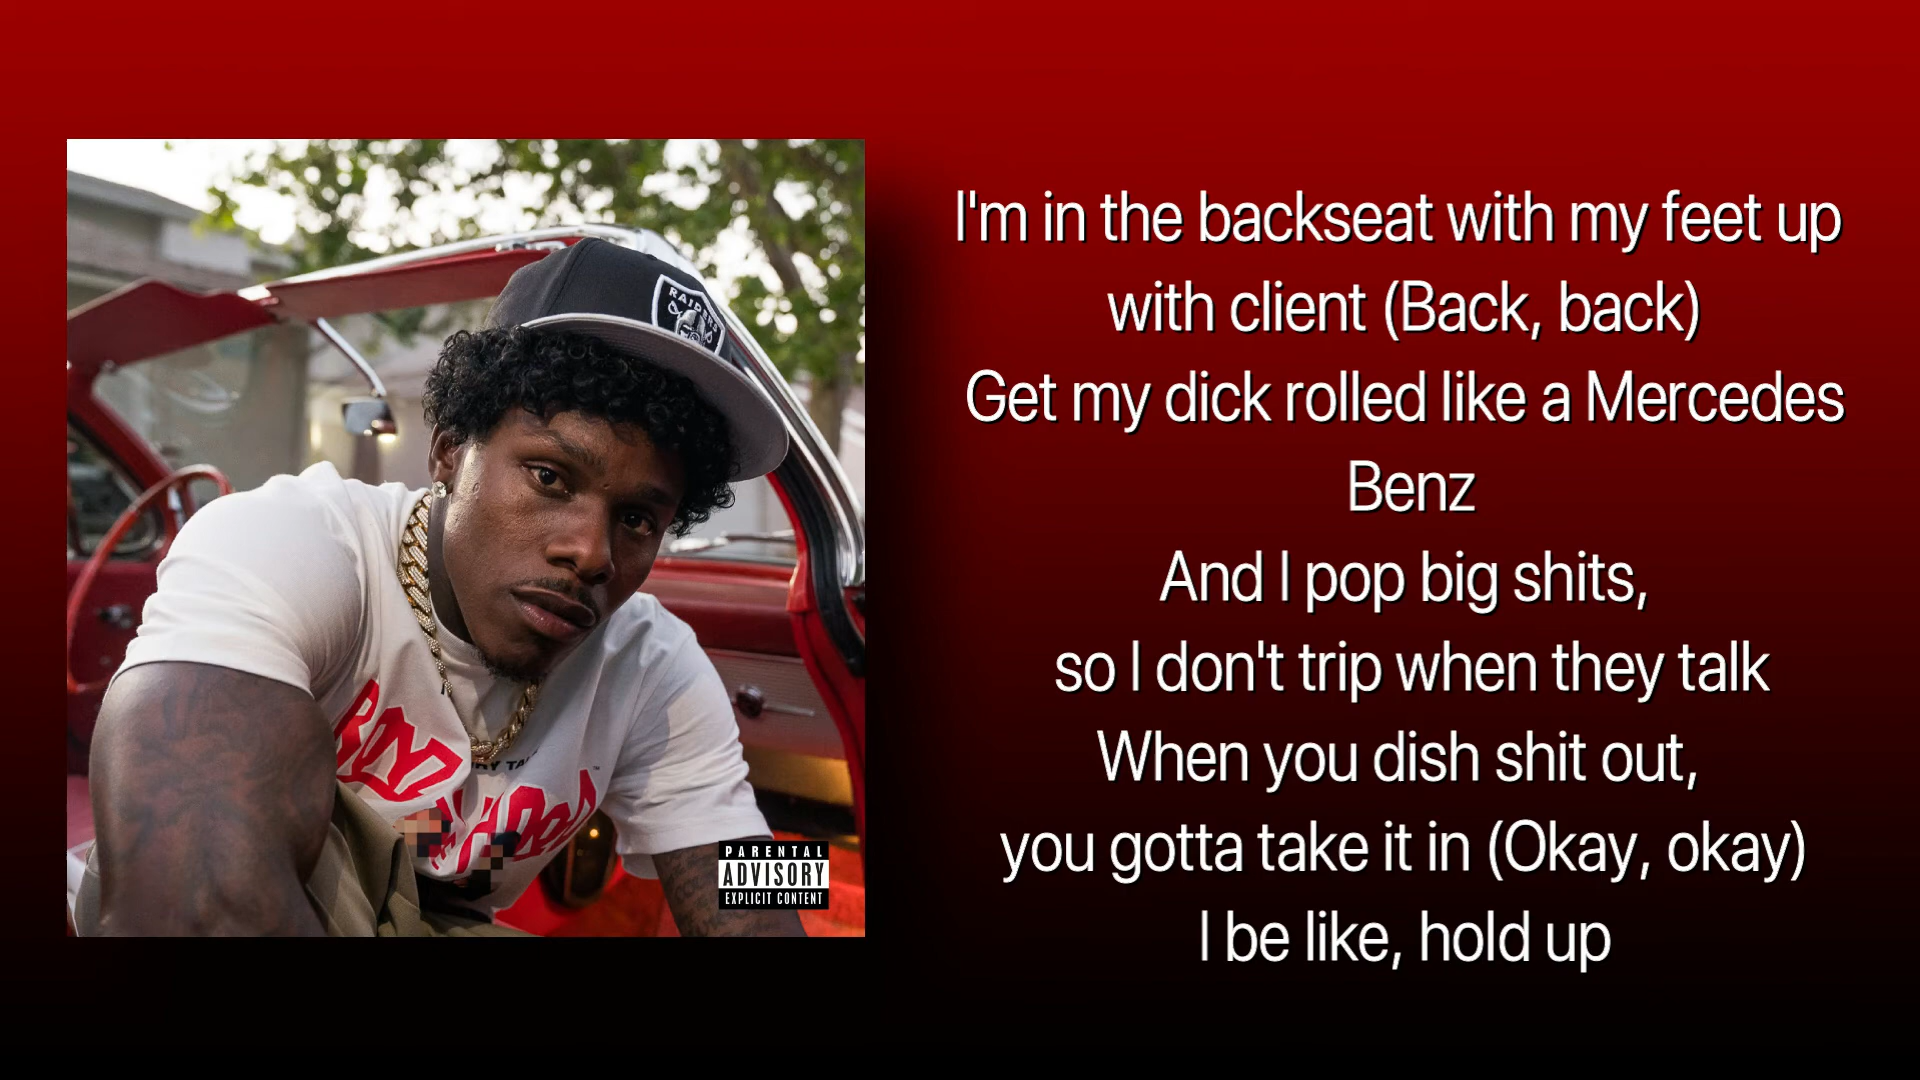 I'm in the backseat with my feet up
with client (Back, back)
Get my dick rolled like a Mercedes
Benz
And I pop big shits,
so I don't trip when they talk
When you dish shit out,
you gotta take it in (Okay, okay)
I be like, hold up
RAIDERS
BOYZ
HOOD
PARENTAL
ADVISORY
EXPLICIT CONTENT